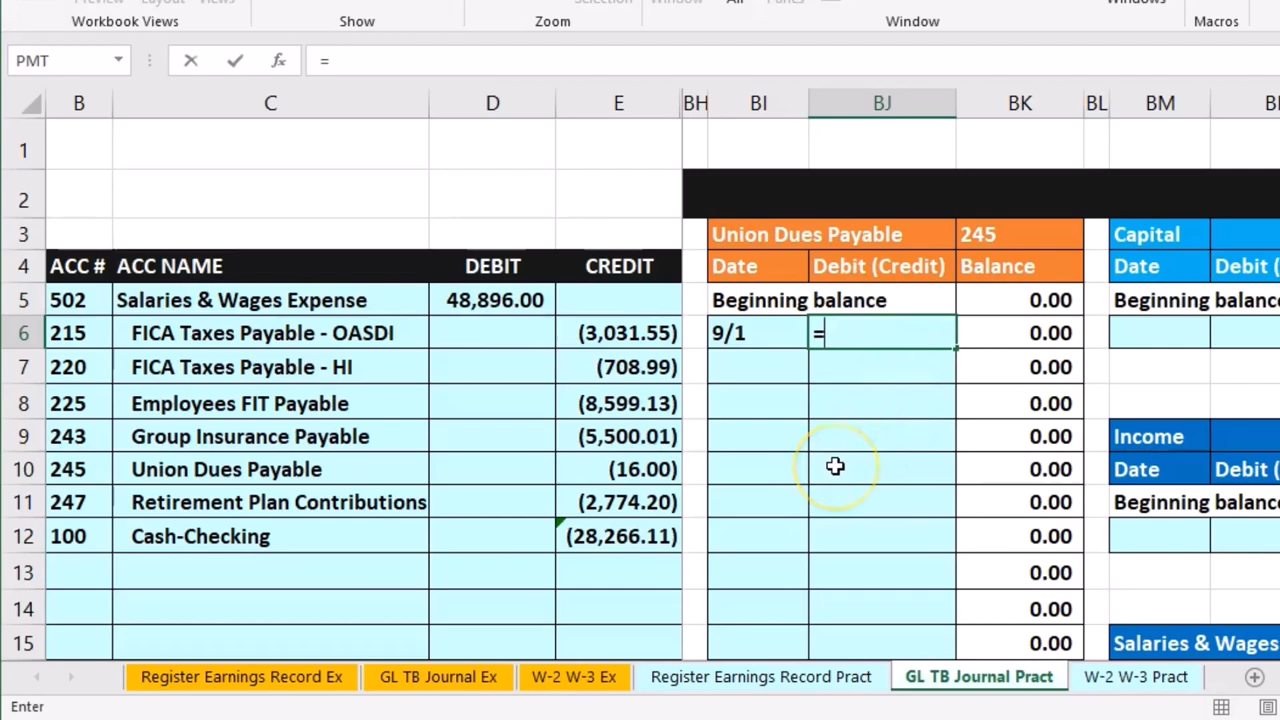 Workbook Views Show Zoom Window Macros
PMT =
B C D E BH BI BJ BK BL BM
1
2
3 Union Dues Payable 245 Capital
4 ACC # ACC NAME DEBIT CREDIT Date Debit (Credit) Balance Date Debit (
5 502 Salaries & Wages Expense 48,896.00 Beginning balance 0.00 Beginning balance
6 215 FICA Taxes Payable - OASDI (3,031.55) 9/1 = 0.00
7 220 FICA Taxes Payable - HI (708.99) 0.00
8 225 Employees FIT Payable (8,599.13) 0.00
9 243 Group Insurance Payable (5,500.01) 0.00 Income
10 245 Union Dues Payable (16.00) 0.00 Date Debit (
11 247 Retirement Plan Contributions (2,774.20) 0.00 Beginning balance
12 100 Cash-Checking (28,266.11) 0.00
13 0.00
14 0.00
15 0.00 Salaries & Wages
Register Earnings Record Ex GL TB Journal Ex W-2 W-3 Ex Register Earnings Record Pract GL TB Journal Pract W-2 W-3 Pract
Enter